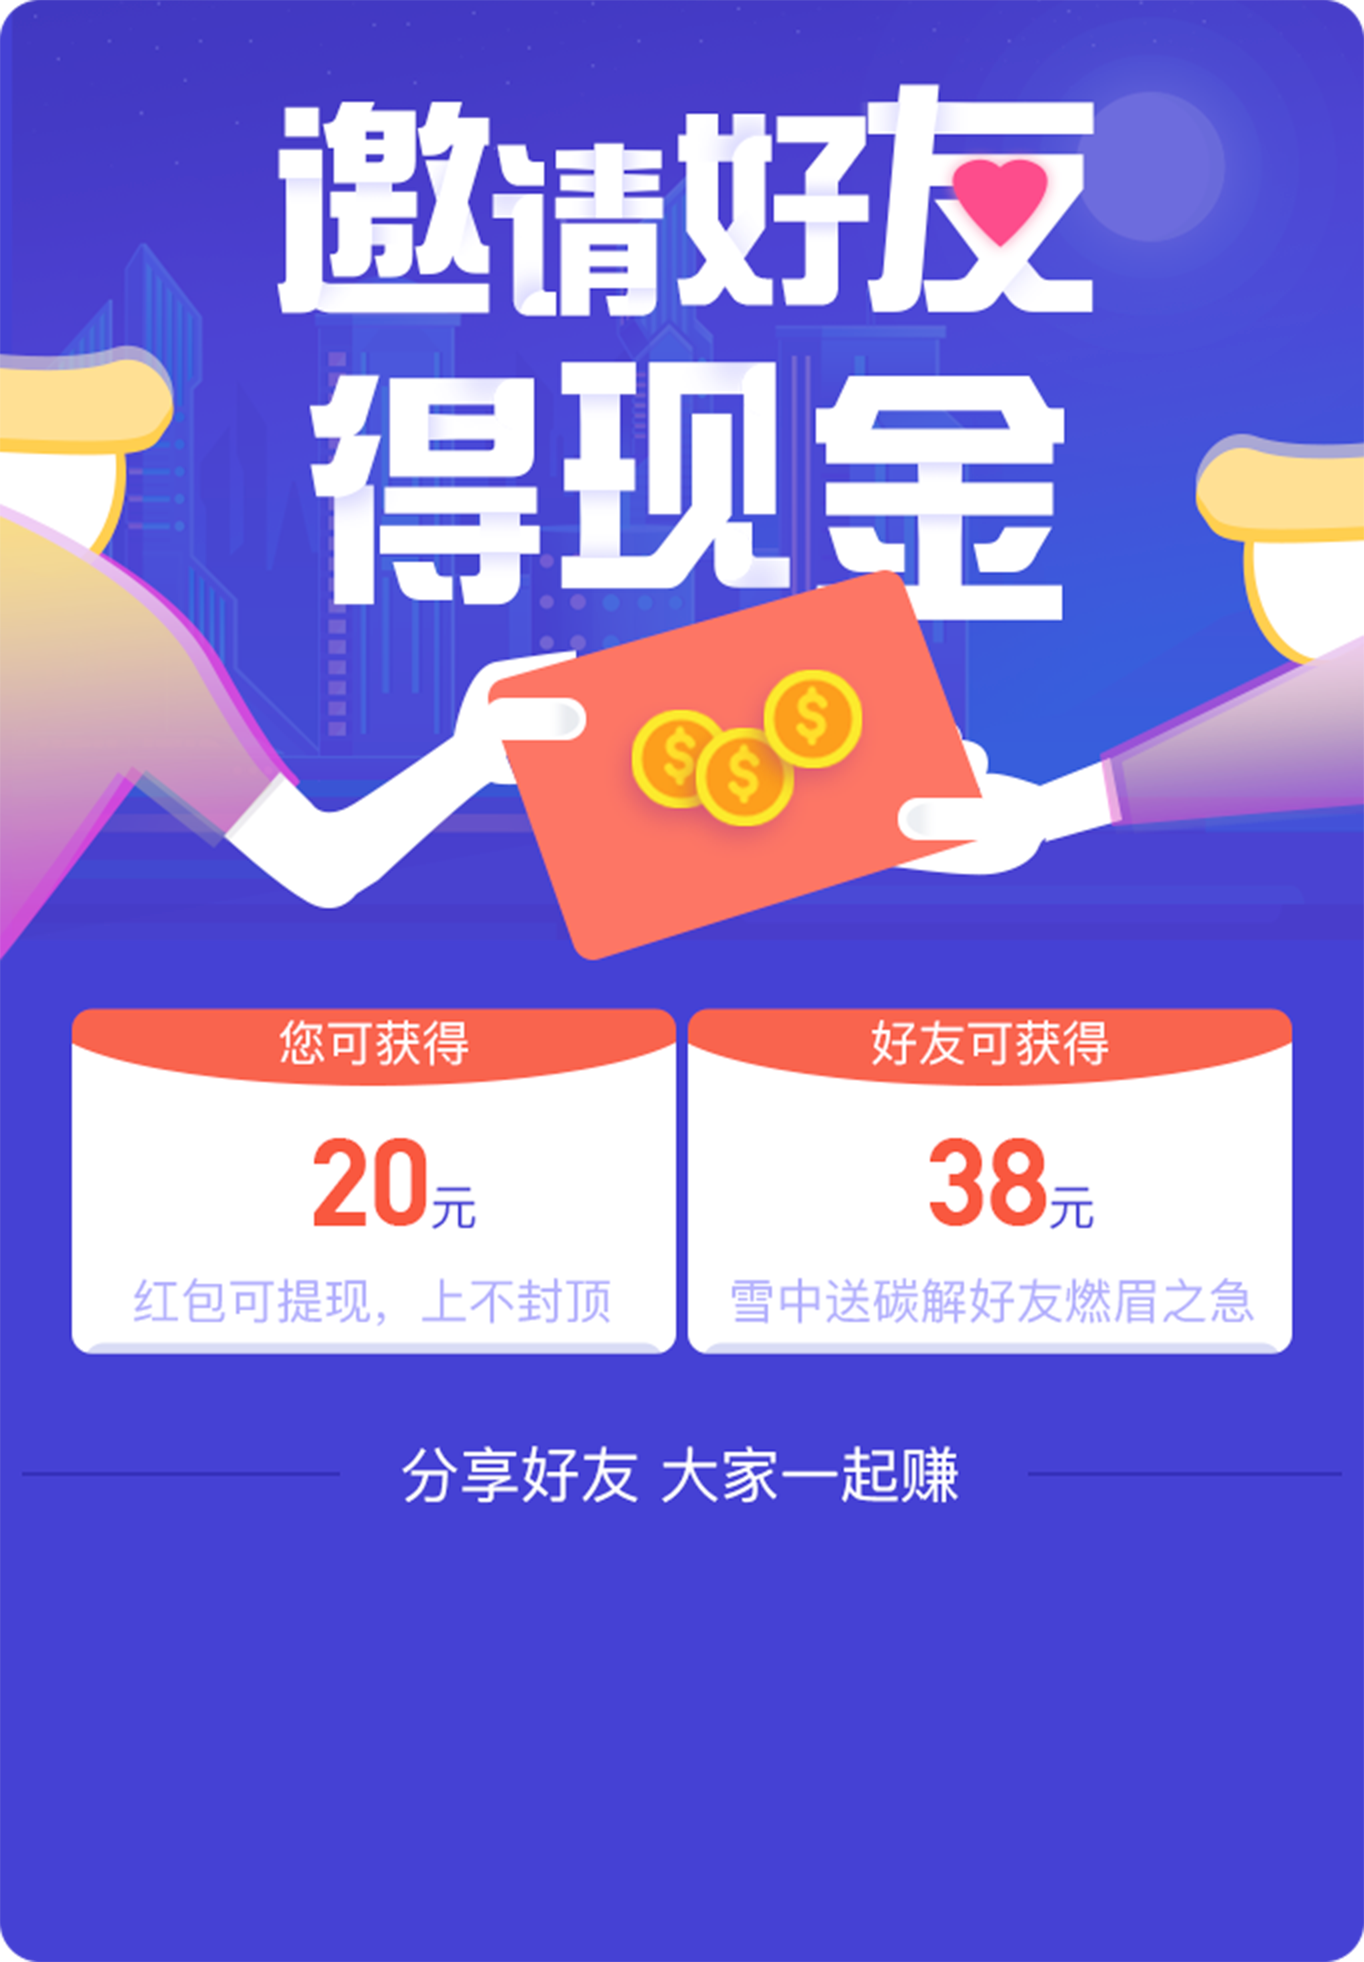 邀请好友
得现金
您可获得
20元
红包可提现，上不封顶
好友可获得
38元
雪中送碳解好友燃眉之急
分享好友 大家一起赚